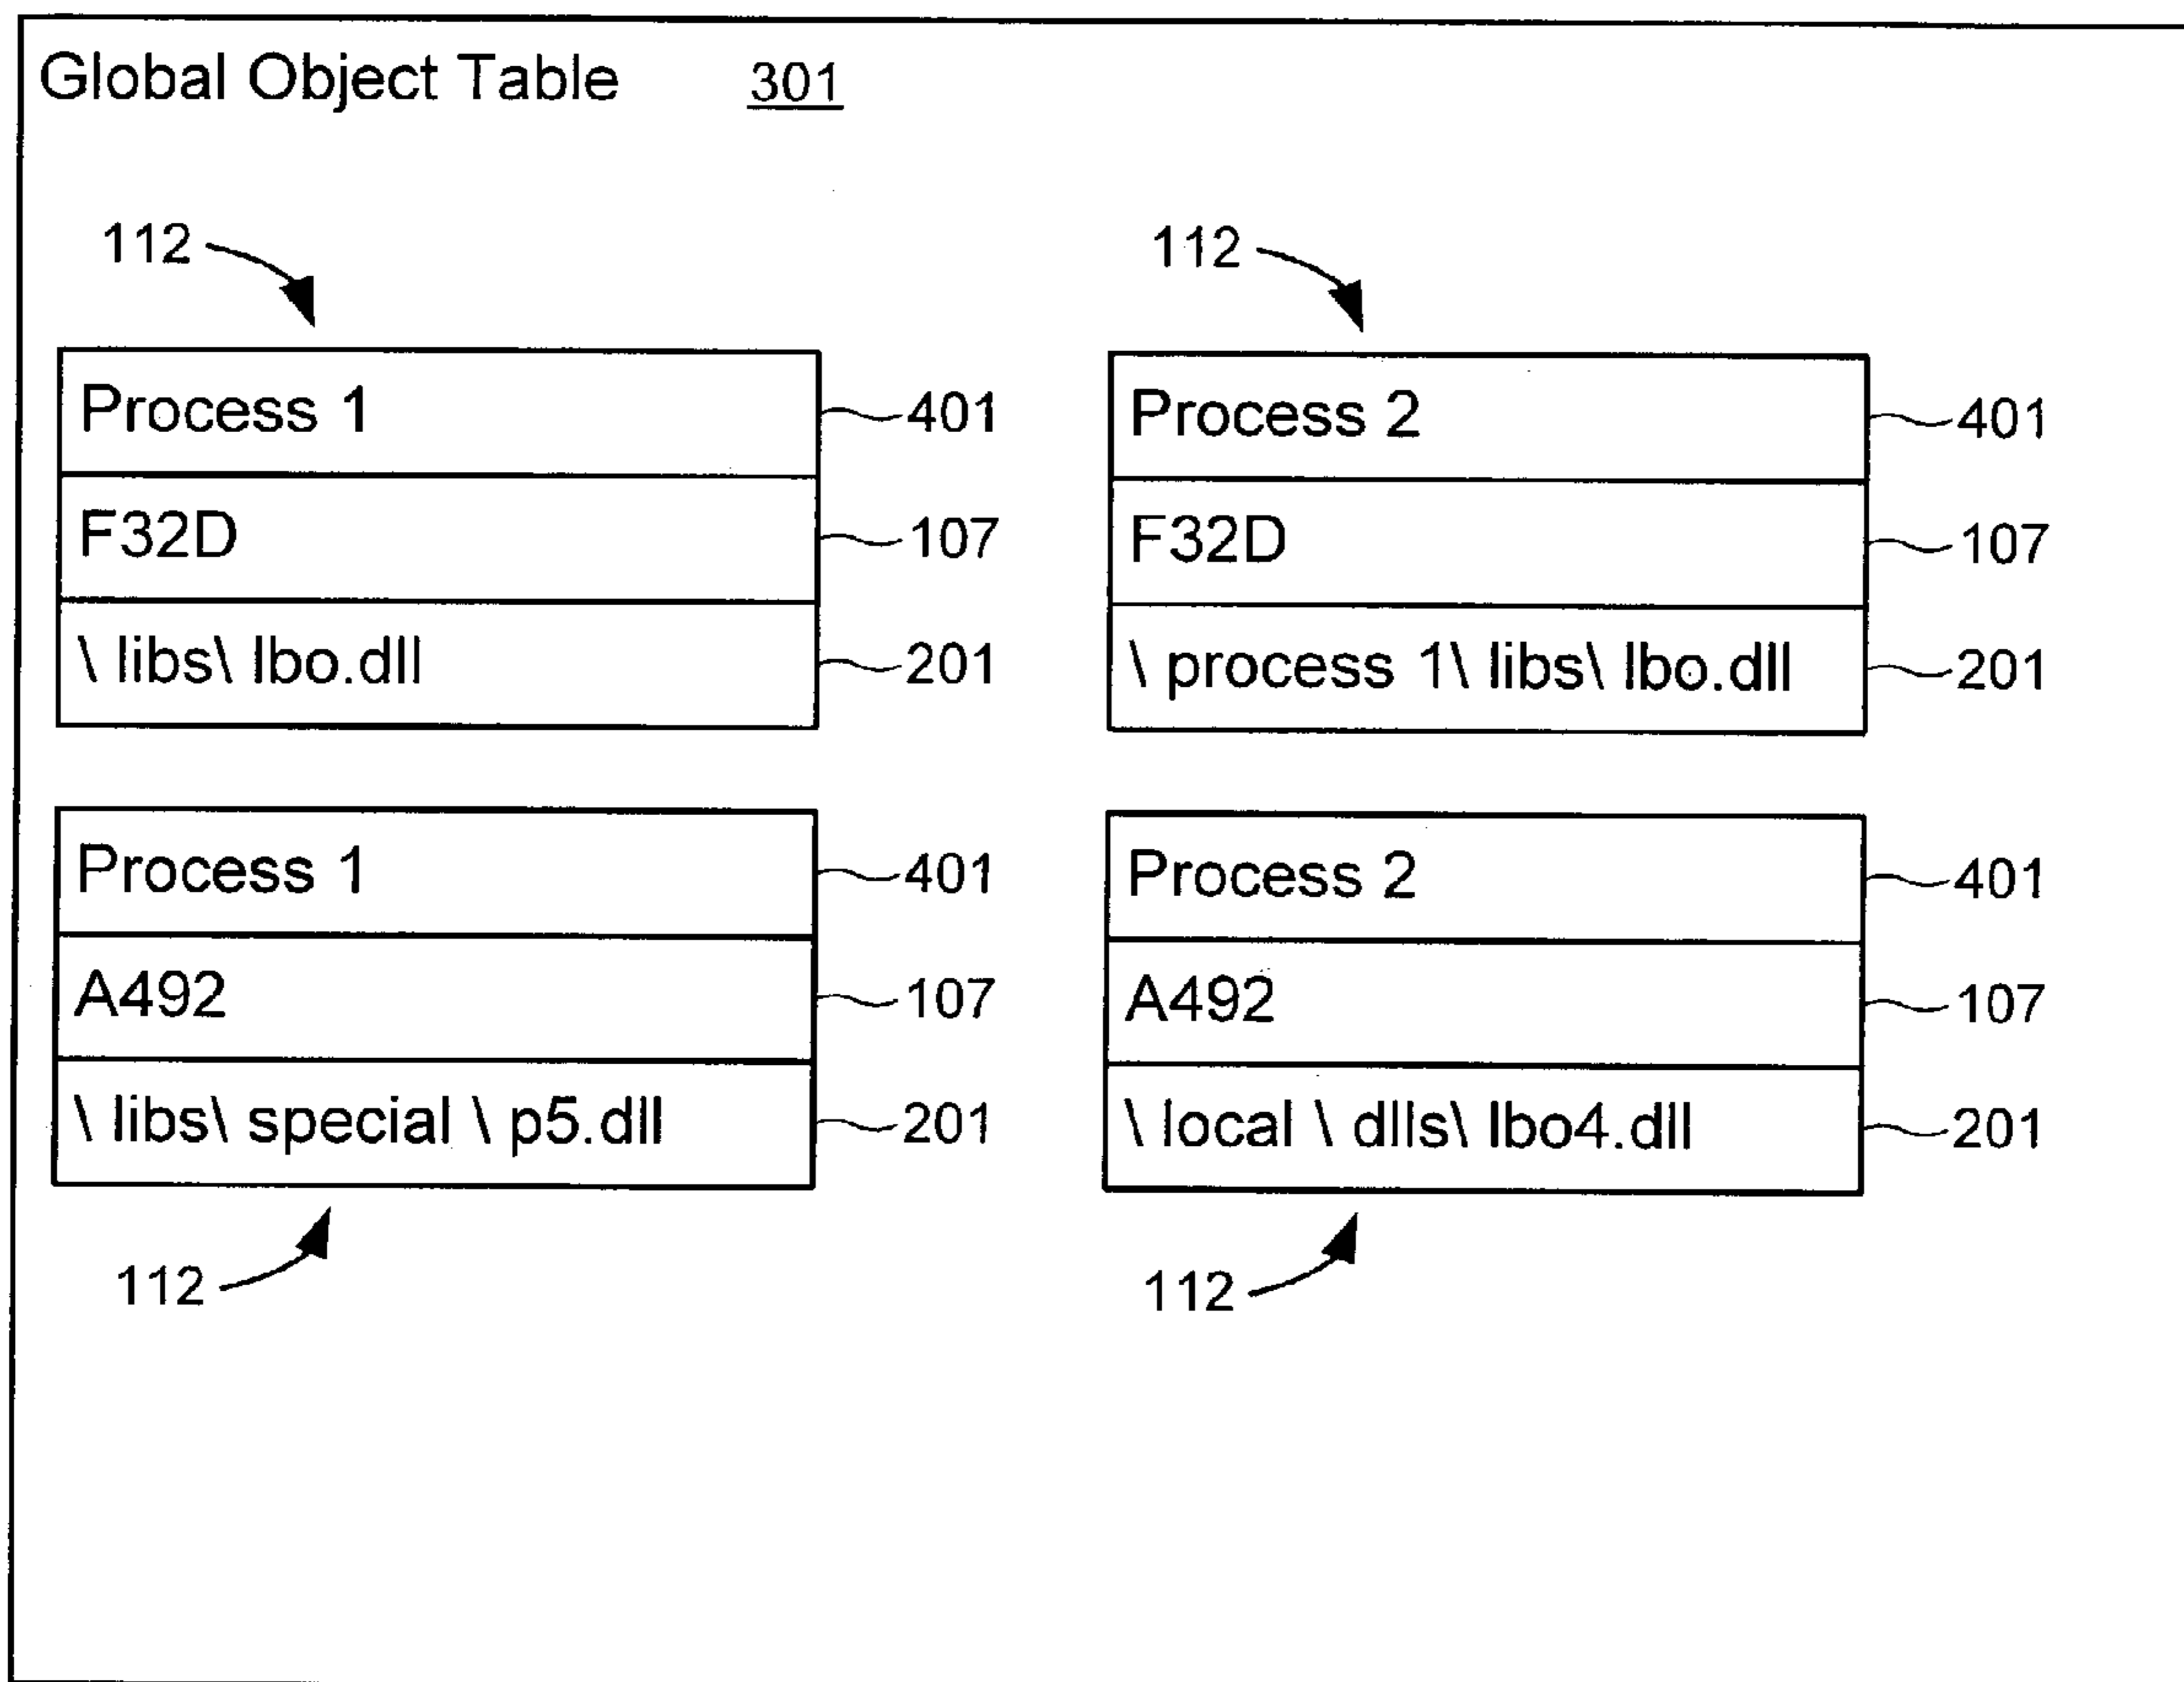 Global Object Table 301
112 112
Process 1 401 Process 2 401
F32D 107 F32D 107
\ libs\ lbo.dll 201 \ process 1\ libs\ lbo.dll 201
Process 1 401 Process 2 401
A492 107 A492 107
\ libs\ special \ p5.dll 201 \ local \ dlls\ lbo4.dll 201
112 112